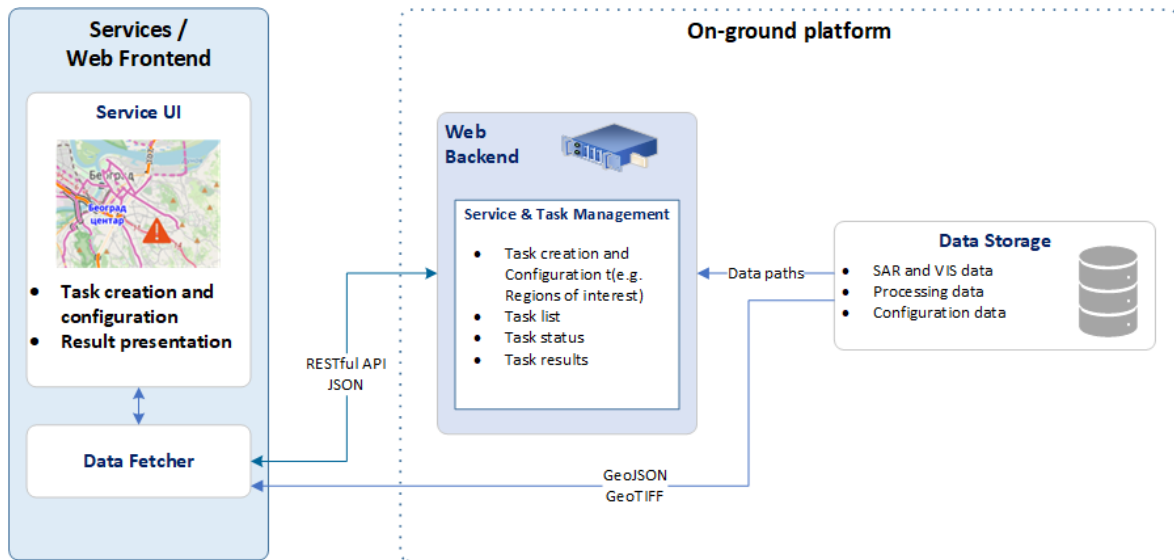 Services /
Web Frontend
Service UI
Београд
Београд
центар
• Task creation and
configuration
• Result presentation
Data Fetcher
RESTful API
JSON
On-ground platform
Web
Backend
Service & Task Management
• Task creation and
Configuration t(e.g.
Regions of interest)
• Task list
• Task status
• Task results
Data paths
Data Storage
• SAR and VIS data
• Processing data
• Configuration data
GeoJSON
GeoTIFF